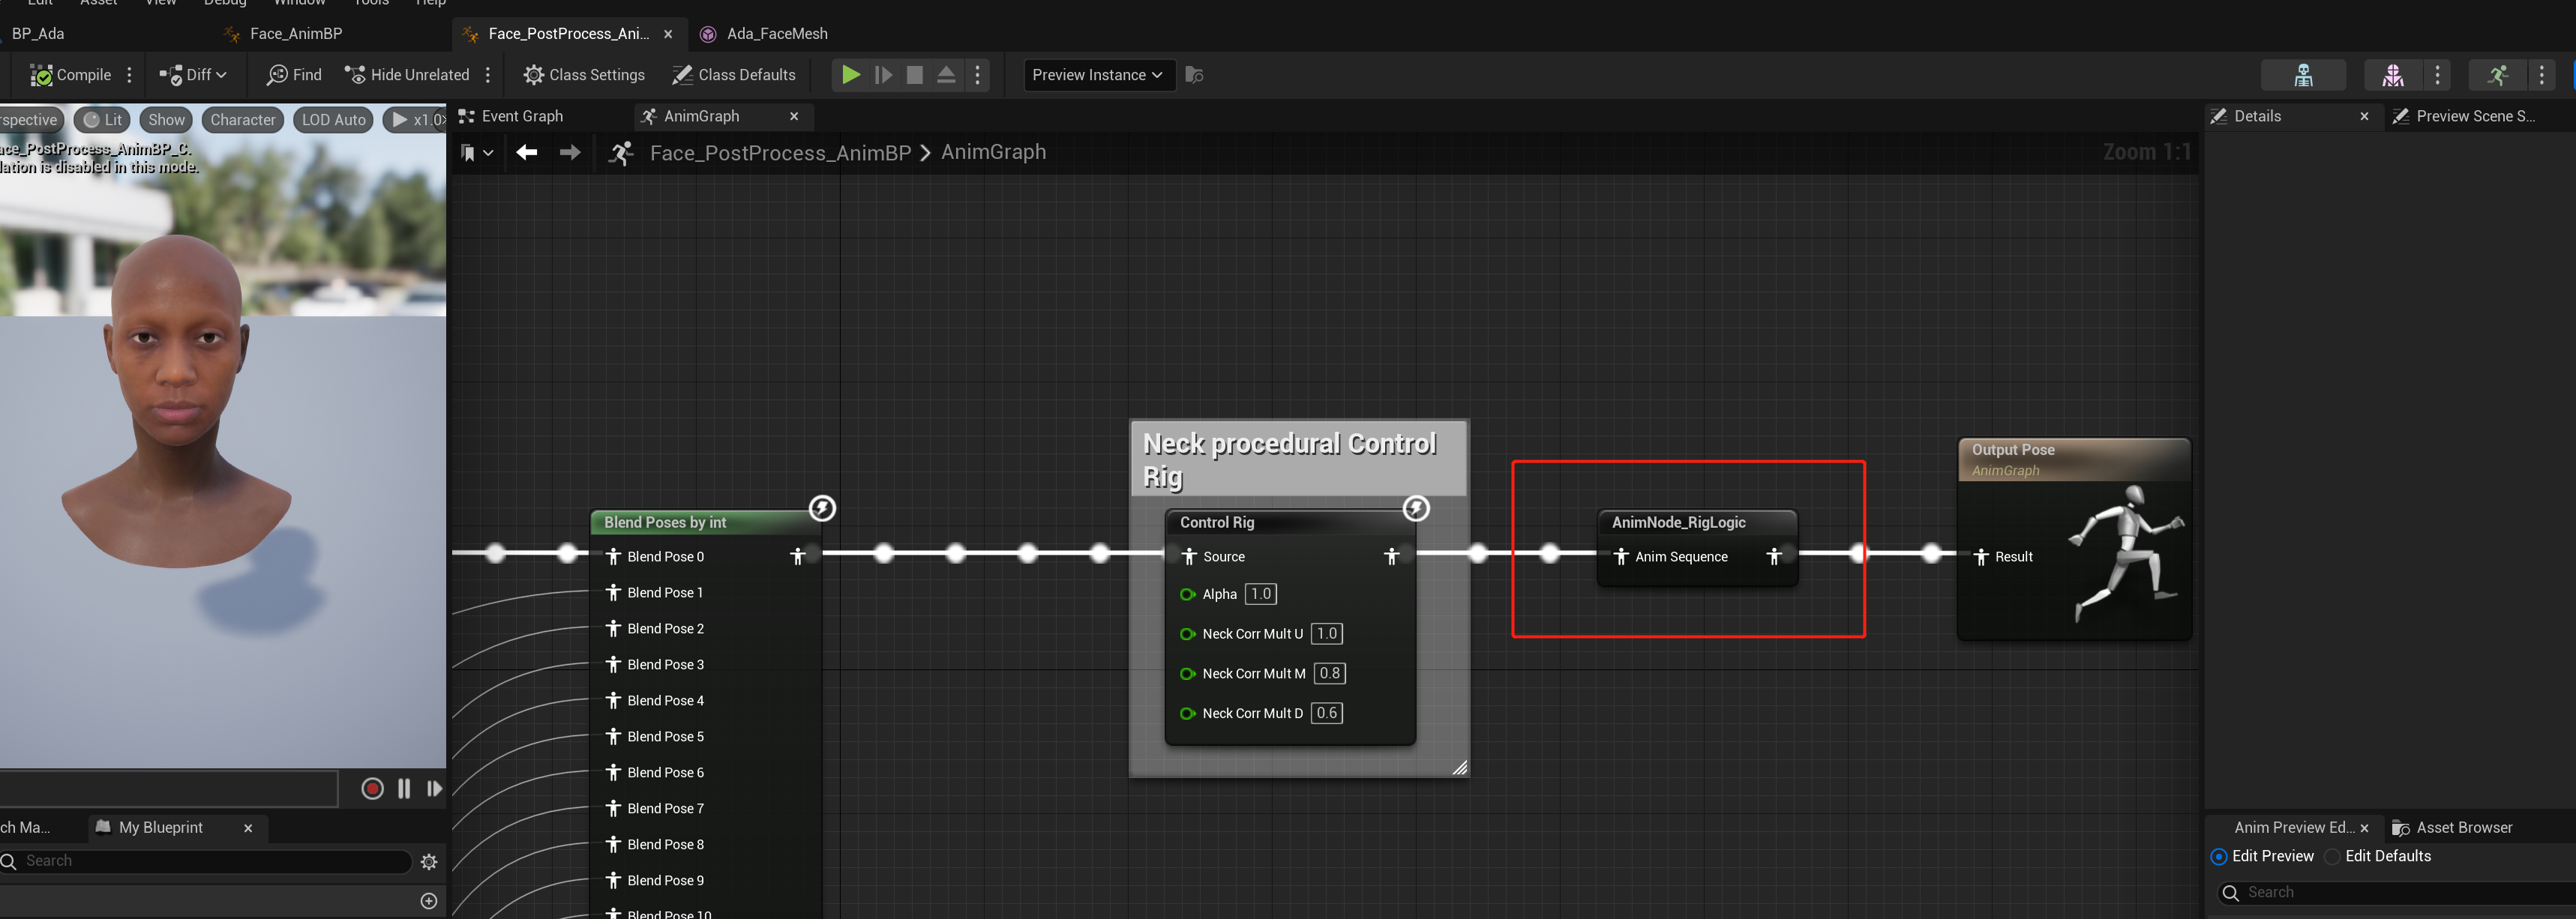 Edit Asset View Debug Window Tools Help
BP_Ada
Face_AnimBP
Face_PostProcess_Ani...
Ada_FaceMesh
Compile
Diff
Find
Hide Unrelated
Class Settings
Class Defaults
Preview Instance
rspective
Lit
Show
Character
LOD Auto
x1.0
ace_PostProcess_AnimBP_C.
lation is disabled in this mode.
Event Graph
AnimGraph
Face_PostProcess_AnimBP > AnimGraph
Zoom 1:1
Blend Poses by int
Blend Pose 0
Blend Pose 1
Blend Pose 2
Blend Pose 3
Blend Pose 4
Blend Pose 5
Blend Pose 6
Blend Pose 7
Blend Pose 8
Blend Pose 9
Blend Pose 10
Neck procedural Control
Rig
Control Rig
Source
Alpha 1.0
Neck Corr Mult U 1.0
Neck Corr Mult M 0.8
Neck Corr Mult D 0.6
AnimNode_RigLogic
Anim Sequence
Output Pose
AnimGraph
Result
Details
Preview Scene S...
ch Ma...
My Blueprint
Search
Anim Preview Ed...
Asset Browser
Edit Preview
Edit Defaults
Search